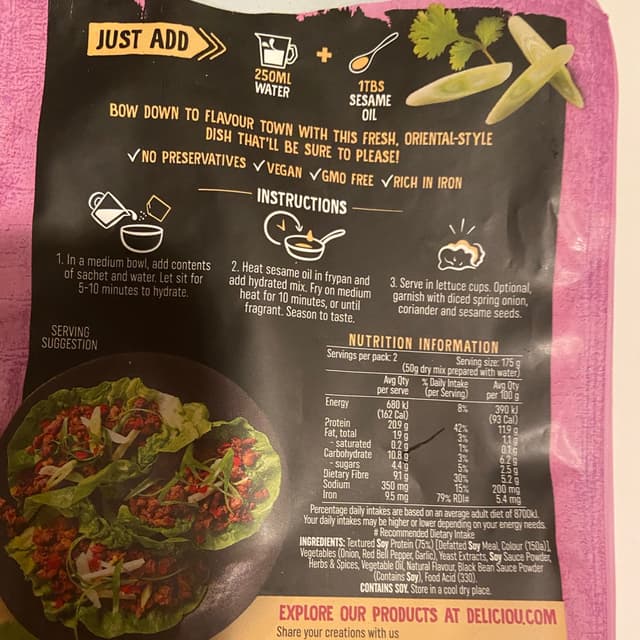 JUST ADD
250ML
WATER
+
1TBS
SESAME
OIL
BOW DOWN TO FLAVOUR TOWN WITH THIS FRESH, ORIENTAL-STYLE
DISH THAT'LL BE SURE TO PLEASE!
✓NO PRESERVATIVES ✓VEGAN ✓GMO FREE ✓RICH IN IRON
INSTRUCTIONS
1. In a medium bowl, add contents
of sachet and water. Let sit for
5-10 minutes to hydrate.
2. Heat sesame oil in frypan and
add hydrated mix. Fry on medium
heat for 10 minutes, or until
fragrant. Season to taste.
3. Serve in lettuce cups. Optional,
garnish with diced spring onion,
coriander and sesame seeds.
SERVING
SUGGESTION
NUTRITION INFORMATION
Servings per pack: 2 Serving size: 175 g
(50g dry mix prepared with water)
Avg Qty % Daily Intake Avg Qty
per serve (per Serving) per 100 g
Energy 680 kJ 8% 390 kJ
(162 Cal) (93 Cal)
Protein 20.9 g 42% 11.9 g
Fat, total 1.9 g 3% 1.1 g
- saturated 0.2 g 1% 0.1 g
Carbohydrate 10.8 g 3% 6.2 g
- sugars 4.4 g 5% 2.5 g
Dietary Fibre 9.1 g 30% 5.2 g
Sodium 350 mg 15% 200 mg
Iron 9.5 mg 79% RDI# 5.4 mg
Percentage daily intakes are based on an average adult diet of 8700kJ.
Your daily intakes may be higher or lower depending on your energy needs.
# Recommended Dietary Intake
INGREDIENTS: Textured Soy Protein (75%) [Defatted Soy Meal, Colour (150a)],
Vegetables (Onion, Red Bell Pepper, Garlic), Yeast Extracts, Soy Sauce Powder,
Herbs & Spices, Vegetable Oil, Natural Flavour, Black Bean Sauce Powder
(Contains Soy), Food Acid (330).
CONTAINS SOY. Store in a cool dry place.
EXPLORE OUR PRODUCTS AT DELICIOU.COM
Share your creations with us